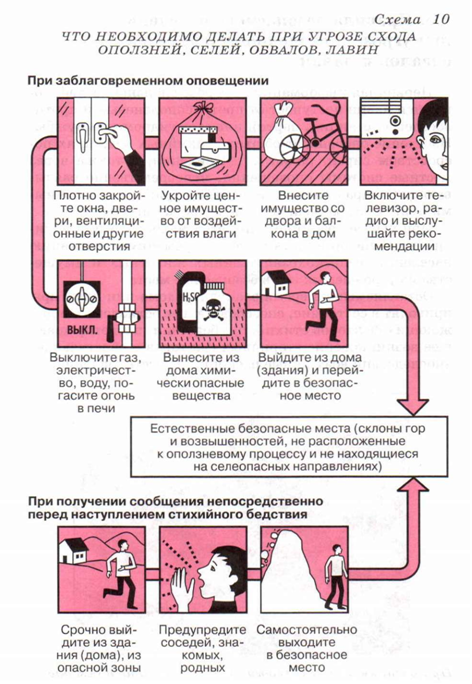 Схема 10
ЧТО НЕОБХОДИМО ДЕЛАТЬ ПРИ УГРОЗЕ СХОДА
ОПОЛЗНЕЙ, СЕЛЕЙ, ОБВАЛОВ, ЛАВИН
При заблаговременном оповещении
Плотно закрой-
те окна, две-
ри, вентиляци-
онные и другие
отверстия
Укройте цен-
ное имущест-
во от воздей-
ствия влаги
Внесите
имущество со
двора и бал-
кона в дом
Включите те-
левизор, ра-
дио и выслу-
шайте реко-
мендации
ВЫКЛ.
Выключите газ,
электричест-
во, воду, по-
гасите огонь
в печи
H₂SO
Вынесите из
дома хими-
чески опасные
вещества
Выйдите из дома
(здания) и перей-
дите в безопас-
ное место
Естественные безопасные места (склоны гор
и возвышенностей, не расположенные
к оползневому процессу и не находящиеся
на селеопасных направлениях)
При получении сообщения непосредственно
перед наступлением стихийного бедствия
Срочно вый-
дите из зда-
ния (дома), из
опасной зоны
Предупредите
соседей, зна-
комых,
родных
Самостоятельно
выходите
в безопасное
место